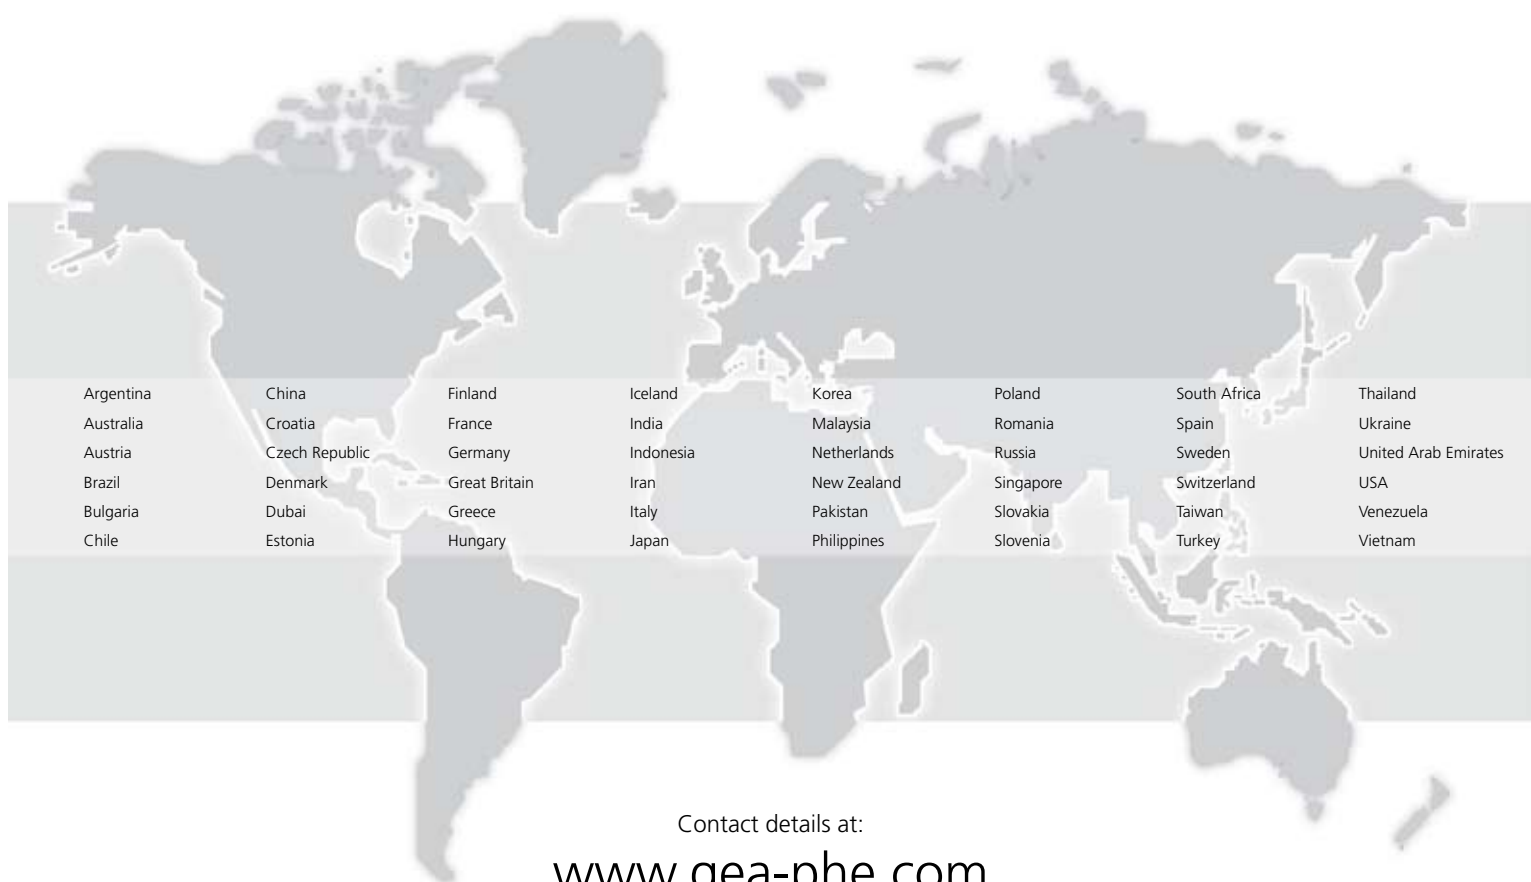 Argentina
Australia
Austria
Brazil
Bulgaria
Chile
China
Croatia
Czech Republic
Denmark
Dubai
Estonia
Finland
France
Germany
Great Britain
Greece
Hungary
Iceland
India
Indonesia
Iran
Italy
Japan
Korea
Malaysia
Netherlands
New Zealand
Pakistan
Philippines
Poland
Romania
Russia
Singapore
Slovakia
Slovenia
South Africa
Spain
Sweden
Switzerland
Taiwan
Turkey
Thailand
Ukraine
United Arab Emirates
USA
Venezuela
Vietnam
Contact details at:
www.gea-phe.com